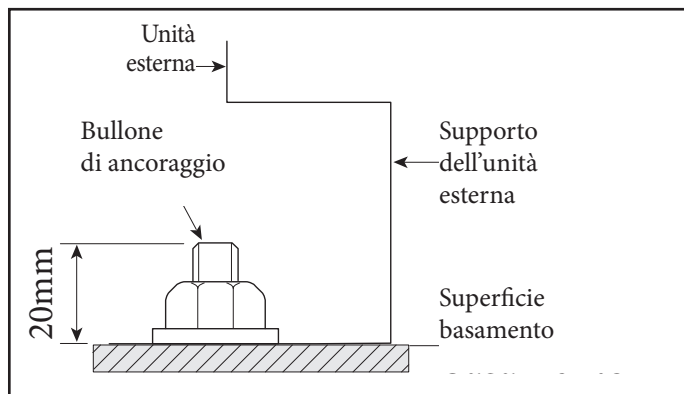 Unità
esterna
Bullone
di ancoraggio
Supporto
dell'unità
esterna
20mm
Superficie
basamento